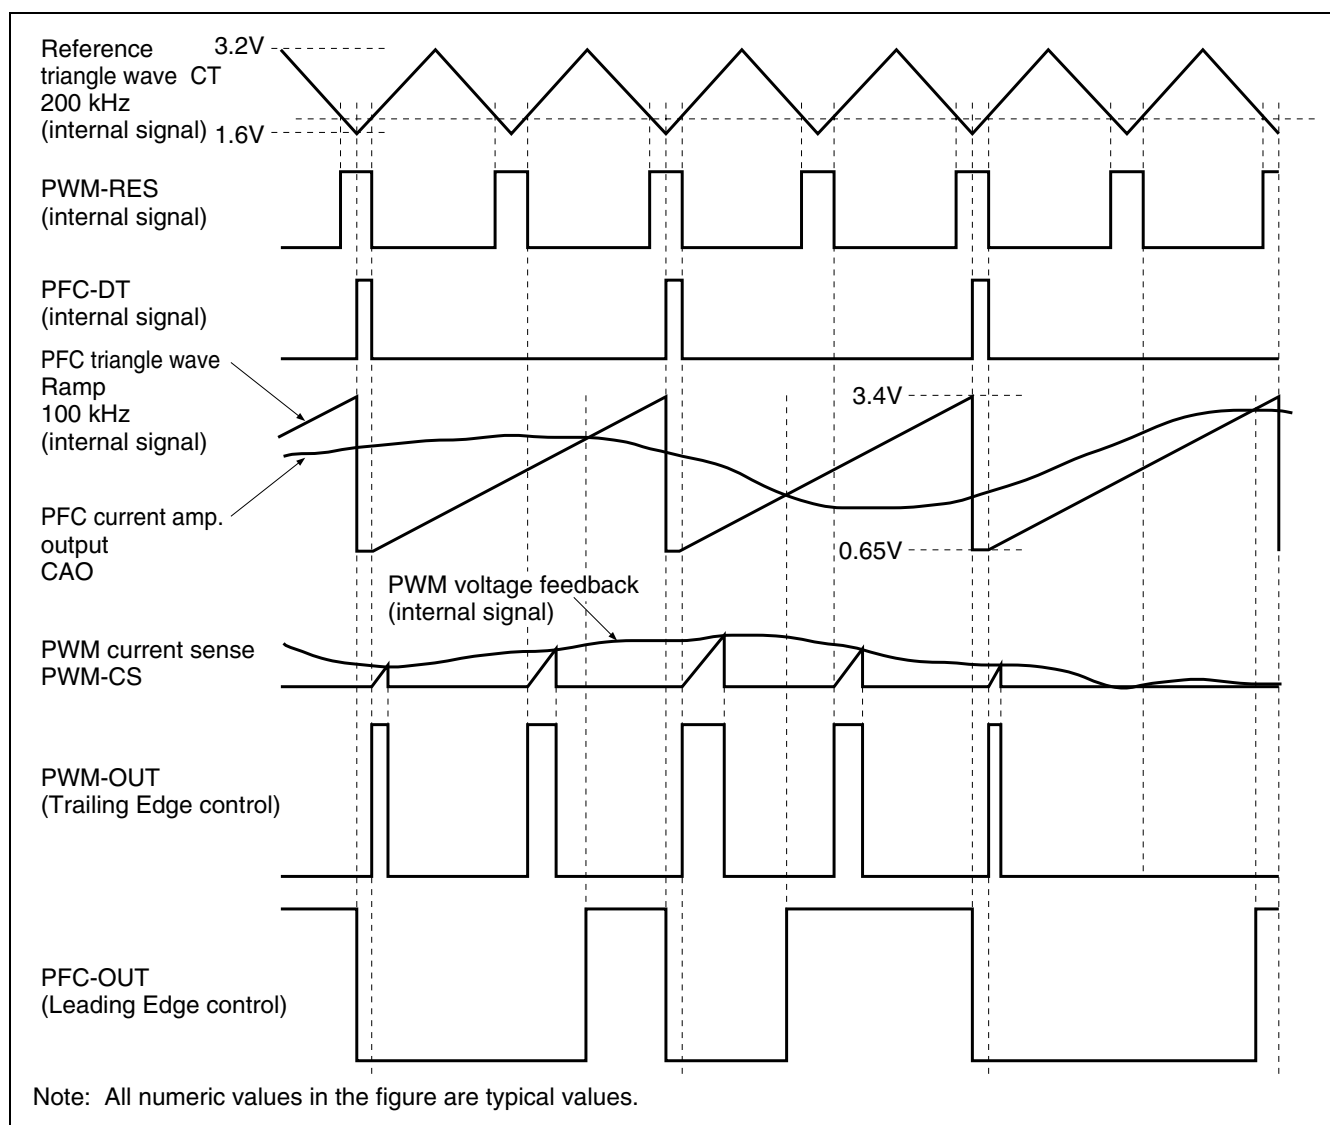 Reference
triangle wave CT
200 kHz
(internal signal)
3.2V
1.6V
PWM-RES
(internal signal)
PFC-DT
(internal signal)
PFC triangle wave
Ramp
100 kHz
(internal signal)
3.4V
PFC current amp.
output
CAO
0.65V
PWM voltage feedback
(internal signal)
PWM current sense
PWM-CS
PWM-OUT
(Trailing Edge control)
PFC-OUT
(Leading Edge control)
Note: All numeric values in the figure are typical values.